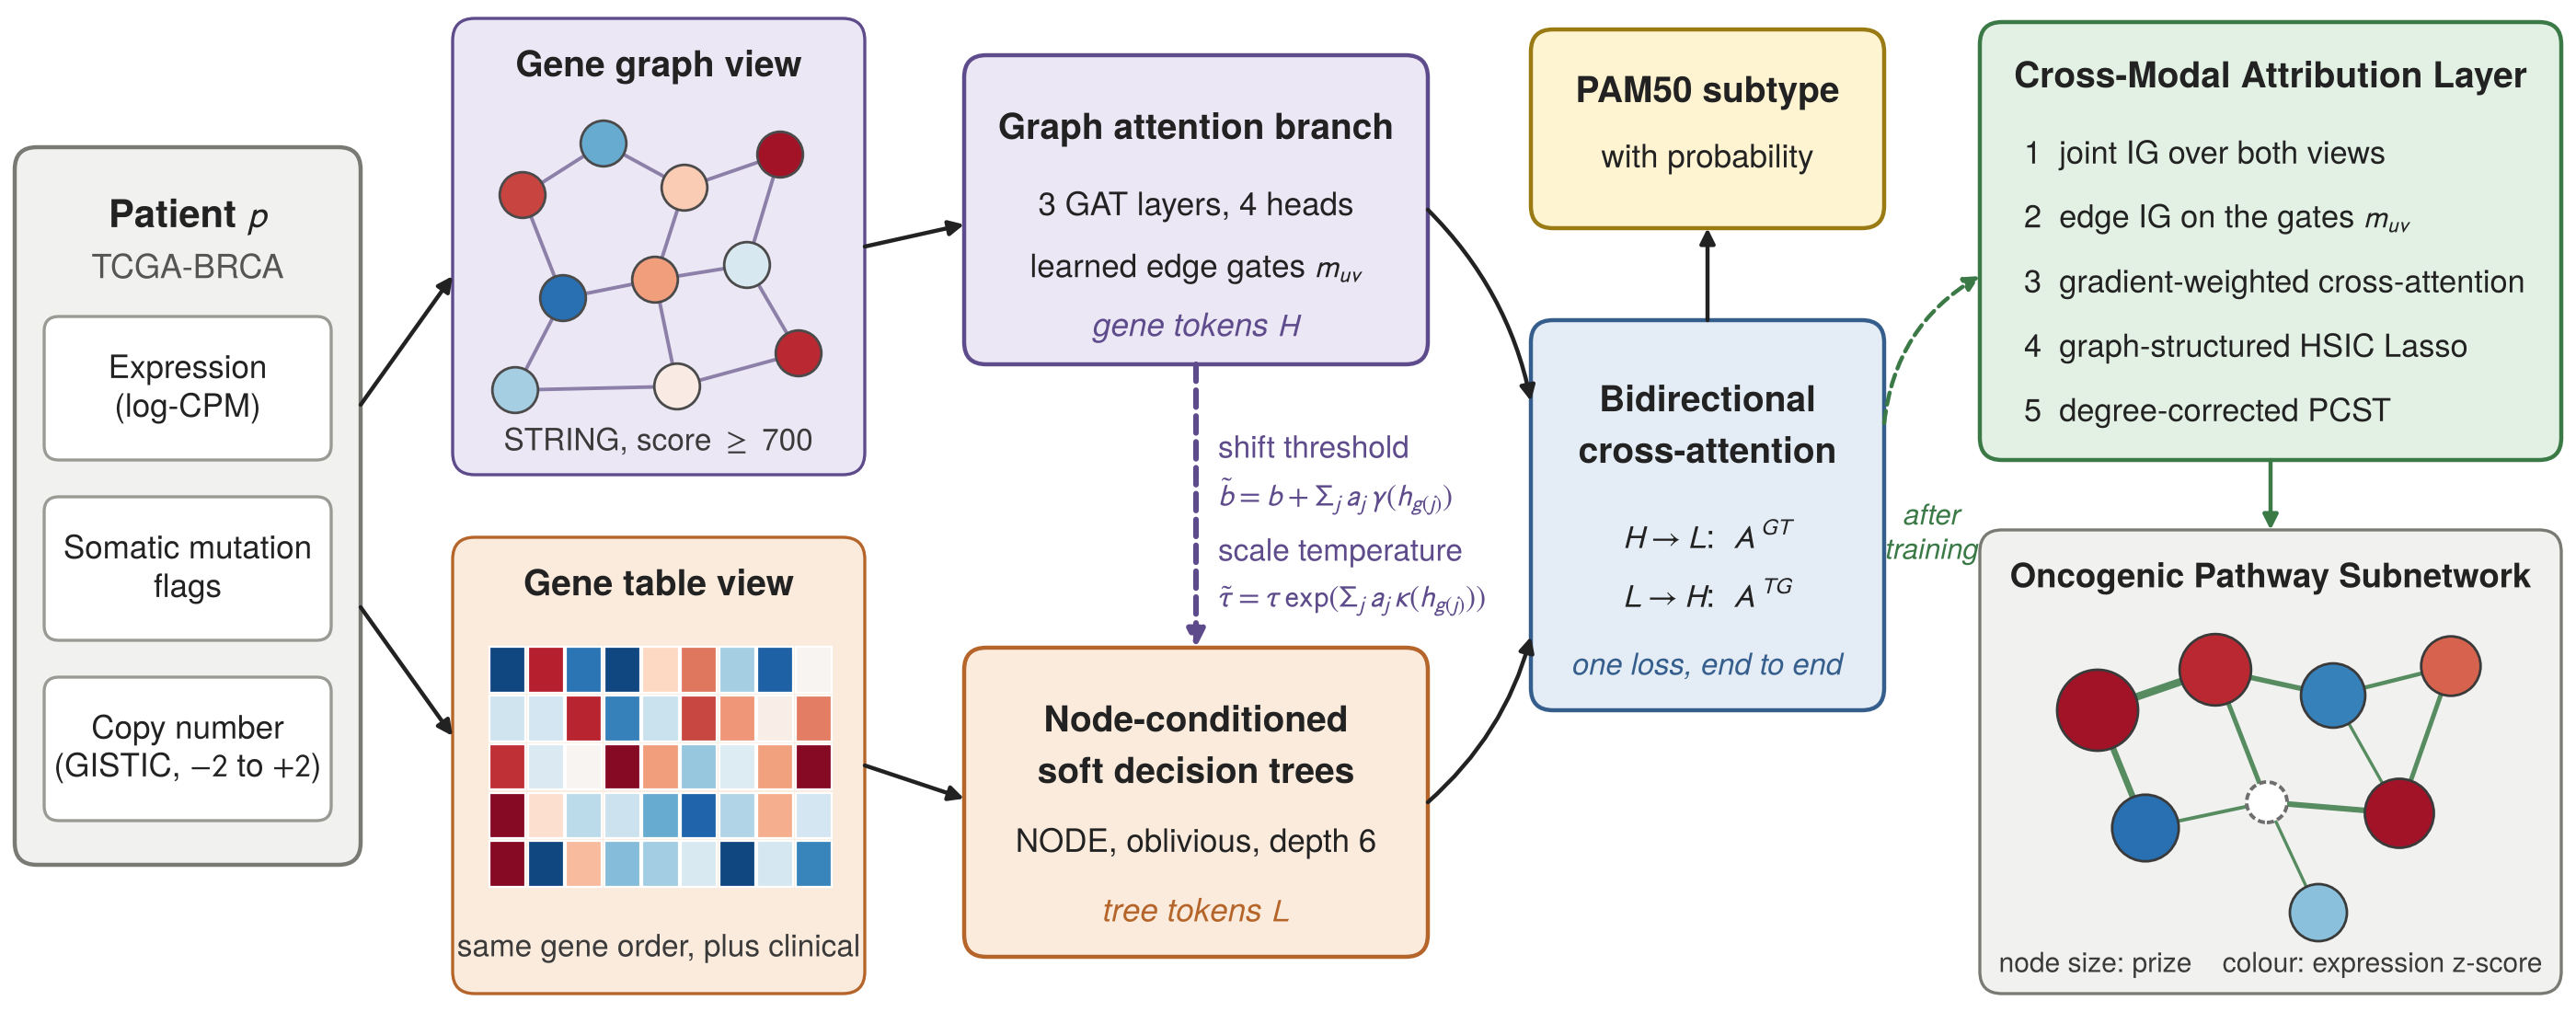 Patient p
TCGA-BRCA
Expression
(log-CPM)
Somatic mutation
flags
Copy number
(GISTIC, −2 to +2)
Gene graph view
STRING, score ≥ 700
Gene table view
same gene order, plus clinical
Graph attention branch
3 GAT layers, 4 heads
learned edge gates m_{uv}
gene tokens H
shift threshold
b̃ = b + Σ_j a_j γ(h_{g(j)})
scale temperature
τ̃ = τ exp(Σ_j a_j κ(h_{g(j)}))
Node-conditioned
soft decision trees
NODE, oblivious, depth 6
tree tokens L
PAM50 subtype
with probability
Bidirectional
cross-attention
H → L: A^{GT}
L → H: A^{TG}
one loss, end to end
after
training
Cross-Modal Attribution Layer
1 joint IG over both views
2 edge IG on the gates m_{uv}
3 gradient-weighted cross-attention
4 graph-structured HSIC Lasso
5 degree-corrected PCST
Oncogenic Pathway Subnetwork
node size: prize colour: expression z-score